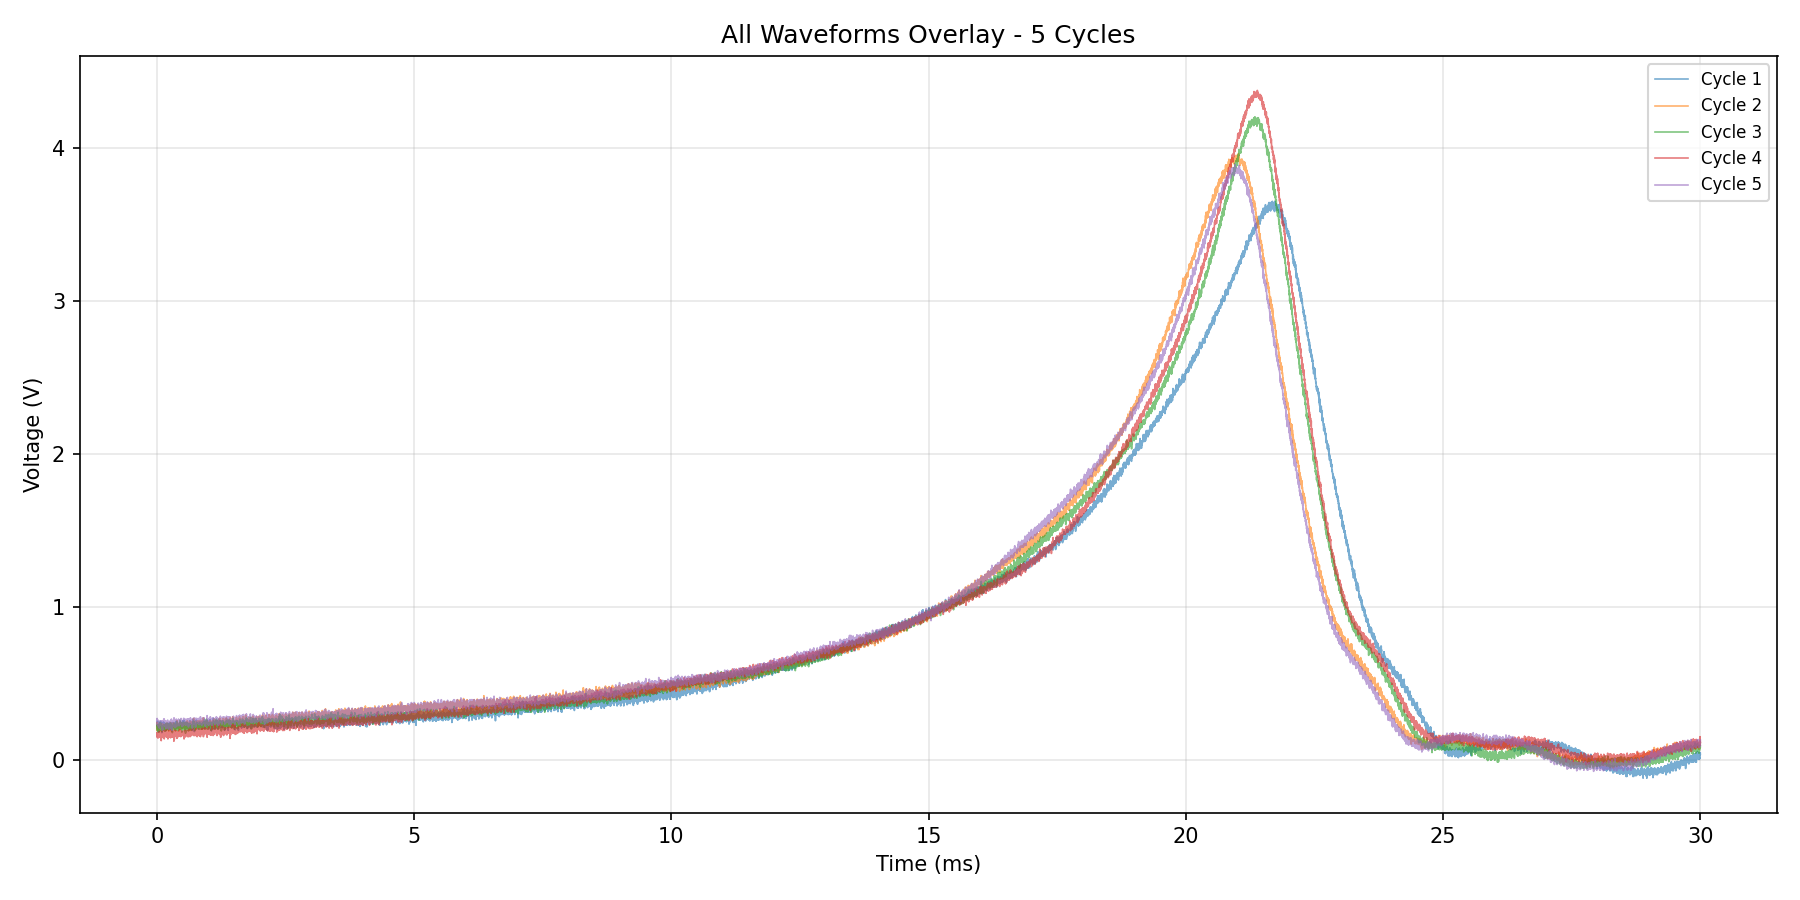 All Waveforms Overlay - 5 Cycles
Cycle 1
Cycle 2
Cycle 3
Cycle 4
Cycle 5
Voltage (V)
4
3
2
1
0
0 5 10 15 20 25 30
Time (ms)